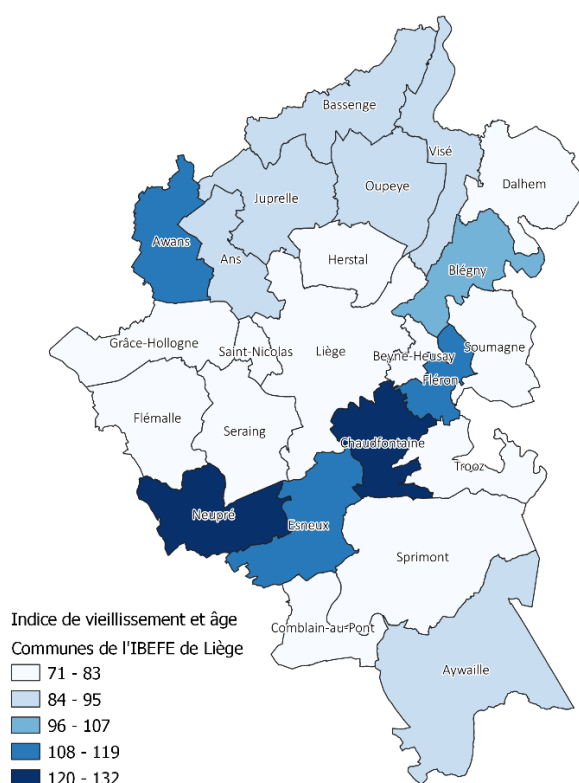 Bassenge
Visé
Dalhem
Juprelle
Oupeye
Awans
Ans
Herstal
Blégny
Grâce-Hollogne
Saint-Nicolas
Liège
Beyne-Heusay
Soumagne
Fléron
Flémalle
Seraing
Chaudfontaine
Trooz
Neupré
Esneux
Sprimont
Comblain-au-Pont
Aywaille
Indice de vieillissement et âge
Communes de l'IBEFE de Liège
71 - 83
84 - 95
96 - 107
108 - 119
120 - 132